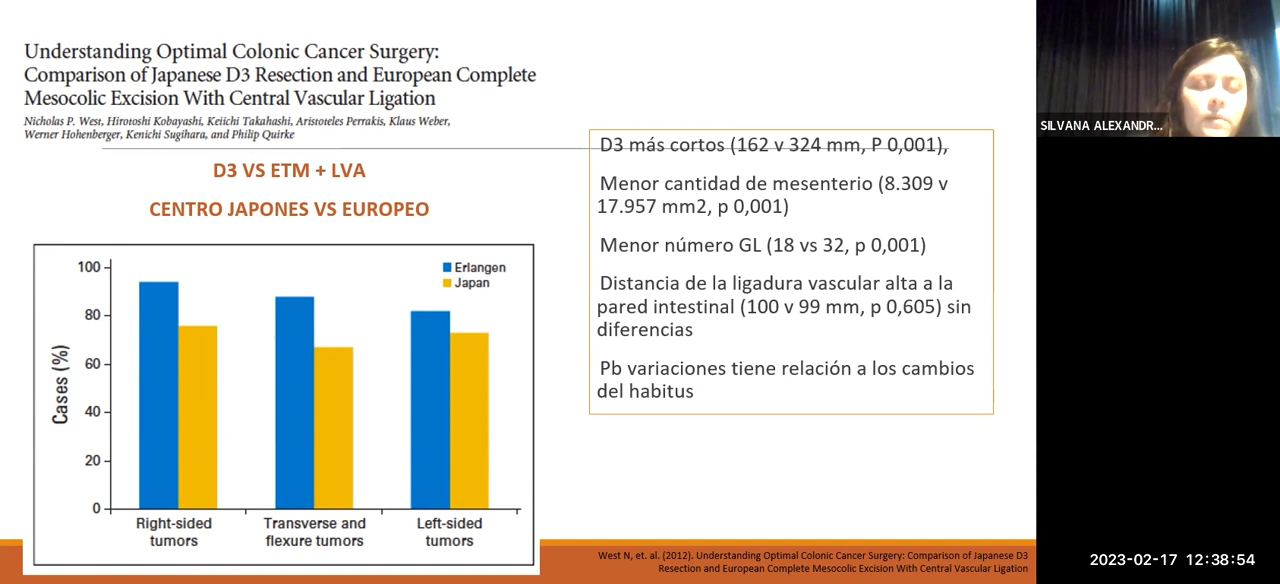 Understanding Optimal Colonic Cancer Surgery:
Comparison of Japanese D3 Resection and European Complete
Mesocolic Excision With Central Vascular Ligation
Nicholas P. West, Hirotoshi Kobayashi, Keiichi Takahashi, Aristoteles Perrakis, Klaus Weber,
Werner Hohenberger, Kenichi Sugihara, and Philip Quirke
D3 VS ETM + LVA
CENTRO JAPONES VS EUROPEO
100
80
60
40
20
0
Cases (%)
Erlangen
Japan
Right-sided
tumors
Transverse and
flexure tumors
Left-sided
tumors
D3 más cortos (162 v 324 mm, P 0,001),
Menor cantidad de mesenterio (8.309 v
17.957 mm2, p 0,001)
Menor número GL (18 vs 32, p 0,001)
Distancia de la ligadura vascular alta a la
pared intestinal (100 v 99 mm, p 0,605) sin
diferencias
Pb variaciones tiene relación a los cambios
del habitus
West N, et. al. (2012). Understanding Optimal Colonic Cancer Surgery: Comparison of Japanese D3
Resection and European Complete Mesocolic Excision With Central Vascular Ligation
SILVANA ALEXANDR...
2023-02-17 12:38:54